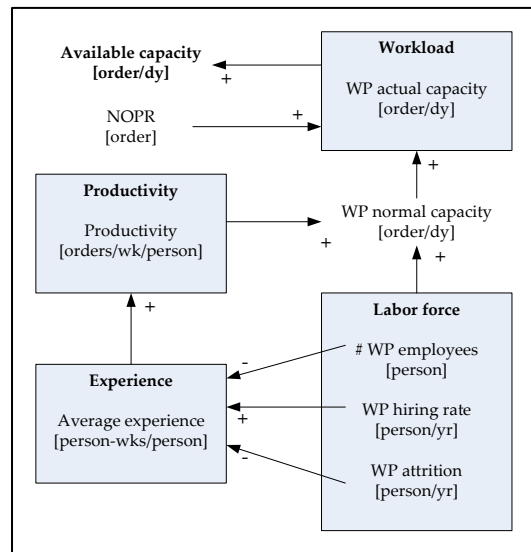 Available capacity
[order/dy]
+
Workload
WP actual capacity
[order/dy]
NOPR
[order]
+
+
Productivity
Productivity
[orders/wk/person]
WP normal capacity
[order/dy]
+
+
+
Labor force
# WP employees
[person]
-
Experience
Average experience
[person-wks/person]
WP hiring rate
[person/yr]
+
-
WP attrition
[person/yr]